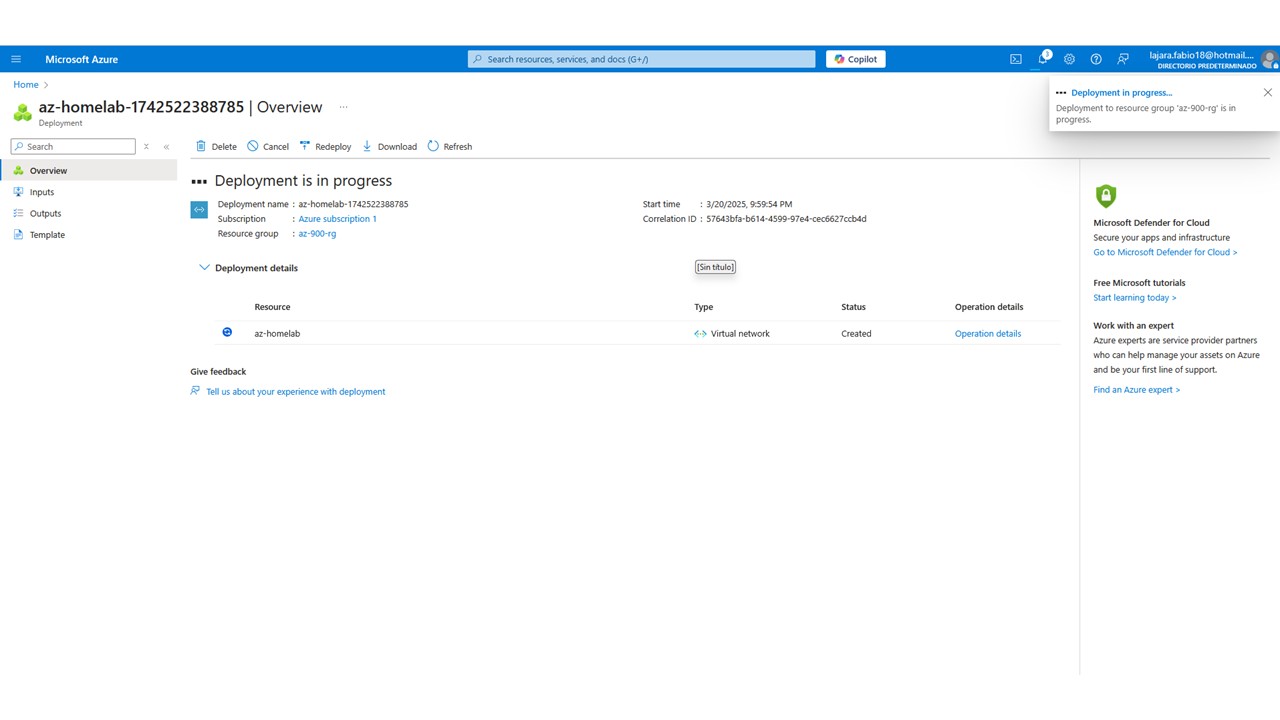 Microsoft Azure
Search resources, services, and docs (G+/)
Copilot
2
lajara.fabio18@hotmail....
DIRECTORIO PREDETERMINADO
Home
Deployment in progress...
Deployment to resource group 'az-900-rg' is in
progress.
az-homelab-1742522388785 | Overview ...
Deployment
Search
Delete Cancel Redeploy Download Refresh
Overview
Inputs
Outputs
Template
Deployment is in progress
Deployment name : az-homelab-1742522388785
Subscription : Azure subscription 1
Resource group : az-900-rg
Start time : 3/20/2025, 9:59:54 PM
Correlation ID : 57643bfa-b614-4599-97e4-cec6627ccb4d
Deployment details
[Sin título]
Resource Type Status Operation details
az-homelab Virtual network Created Operation details
Give feedback
Tell us about your experience with deployment
Microsoft Defender for Cloud
Secure your apps and infrastructure
Go to Microsoft Defender for Cloud >
Free Microsoft tutorials
Start learning today >
Work with an expert
Azure experts are service provider partners
who can help manage your assets on Azure
and be your first line of support.
Find an Azure expert >